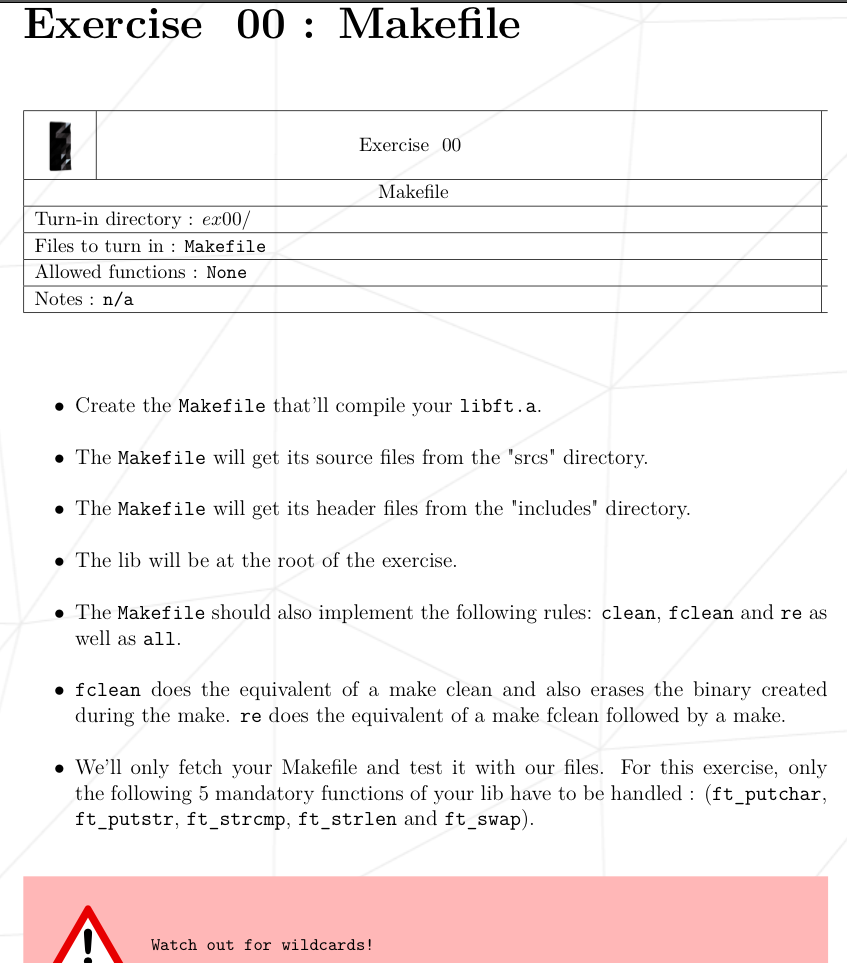 Exercise 00 : Makefile
Exercise 00
Makefile
Turn-in directory : ex00/
Files to turn in : Makefile
Allowed functions : None
Notes : n/a
• Create the Makefile that'll compile your libft.a.
• The Makefile will get its source files from the "srcs" directory.
• The Makefile will get its header files from the "includes" directory.
• The lib will be at the root of the exercise.
• The Makefile should also implement the following rules: clean, fclean and re as
well as all.
• fclean does the equivalent of a make clean and also erases the binary created
during the make. re does the equivalent of a make fclean followed by a make.
• We'll only fetch your Makefile and test it with our files. For this exercise, only
the following 5 mandatory functions of your lib have to be handled : (ft_putchar,
ft_putstr, ft_strcmp, ft_strlen and ft_swap).
Watch out for wildcards!